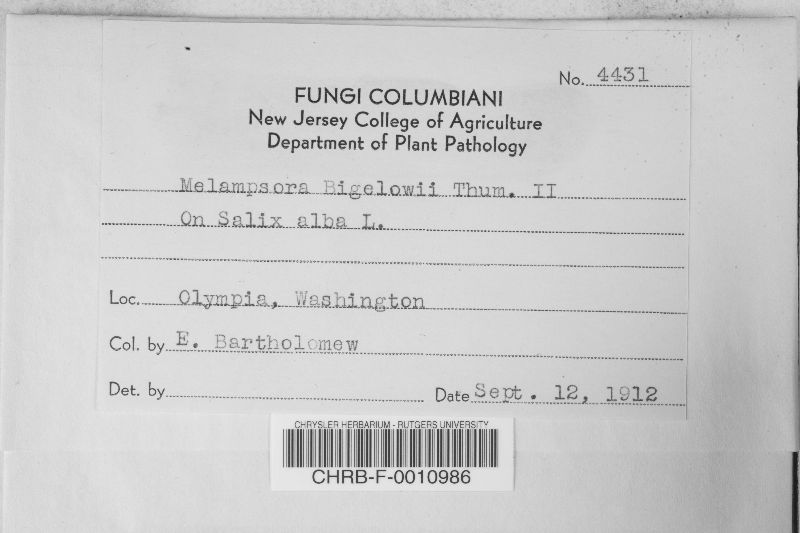 No. 4431
FUNGI COLUMBIANI
New Jersey College of Agriculture
Department of Plant Pathology
Melampsora Bigelowii Thum. II
On Salix alba L.
Loc. Olympia, Washington
Col. by E. Bartholomew
Det. by
Date Sept. 12, 1912
CHRYSLER HERBARIUM - RUTGERS UNIVERSITY
CHRB-F-0010986